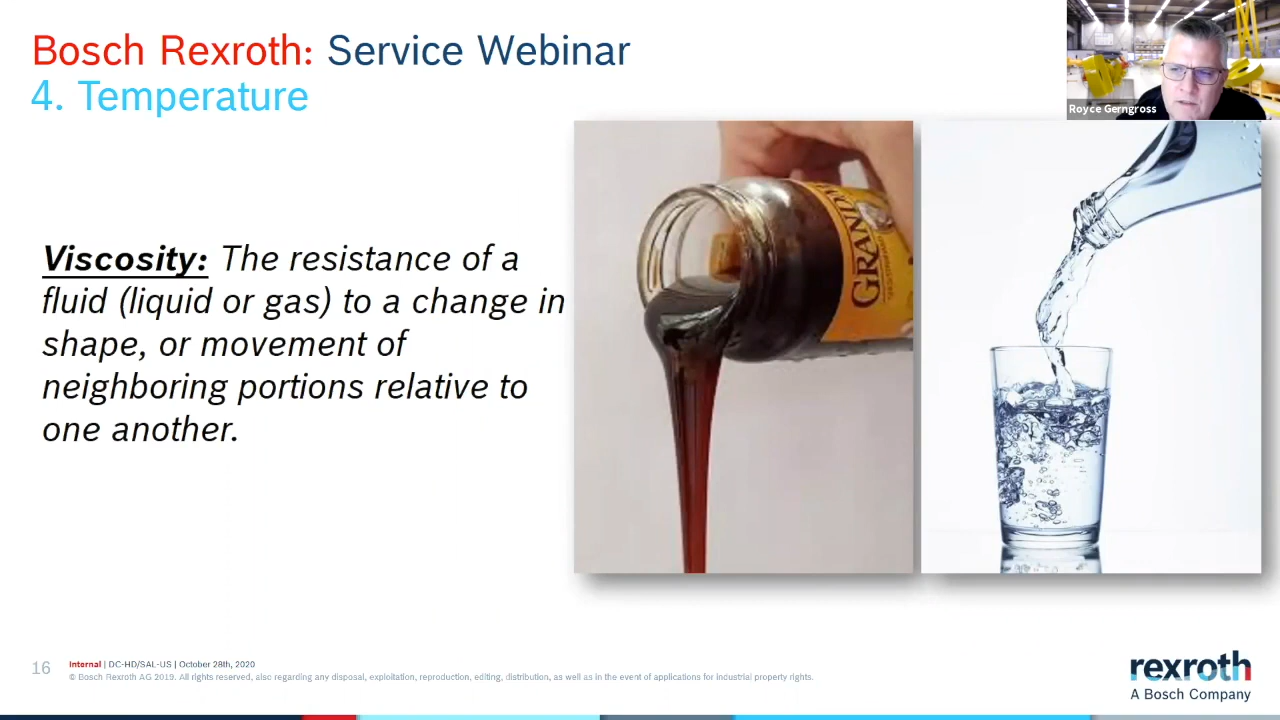 Bosch Rexroth: Service Webinar
4. Temperature
Royce Gerngross
Viscosity: The resistance of a
fluid (liquid or gas) to a change in
shape, or movement of
neighboring portions relative to
one another.
16
Internal | DC-HD/SAL-US | October 28th, 2020
© Bosch Rexroth AG 2019. All rights reserved, also regarding any disposal, exploitation, reproduction, editing, distribution, as well as in the event of applications for industrial property rights.
rexroth
A Bosch Company